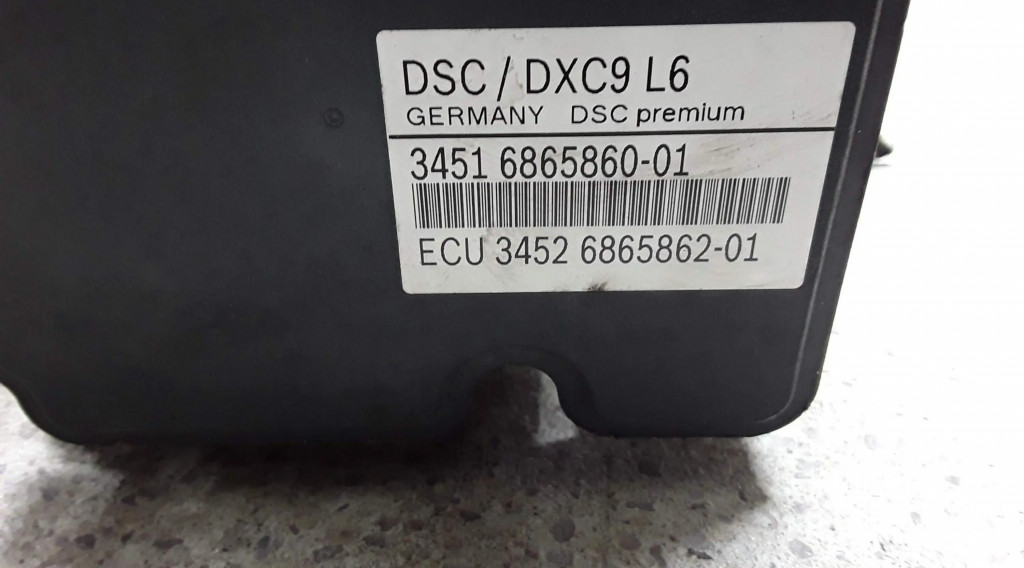 DSC / DXC9 L6
GERMANY DSC premium
3451 6865860-01
ECU 3452 6865862-01